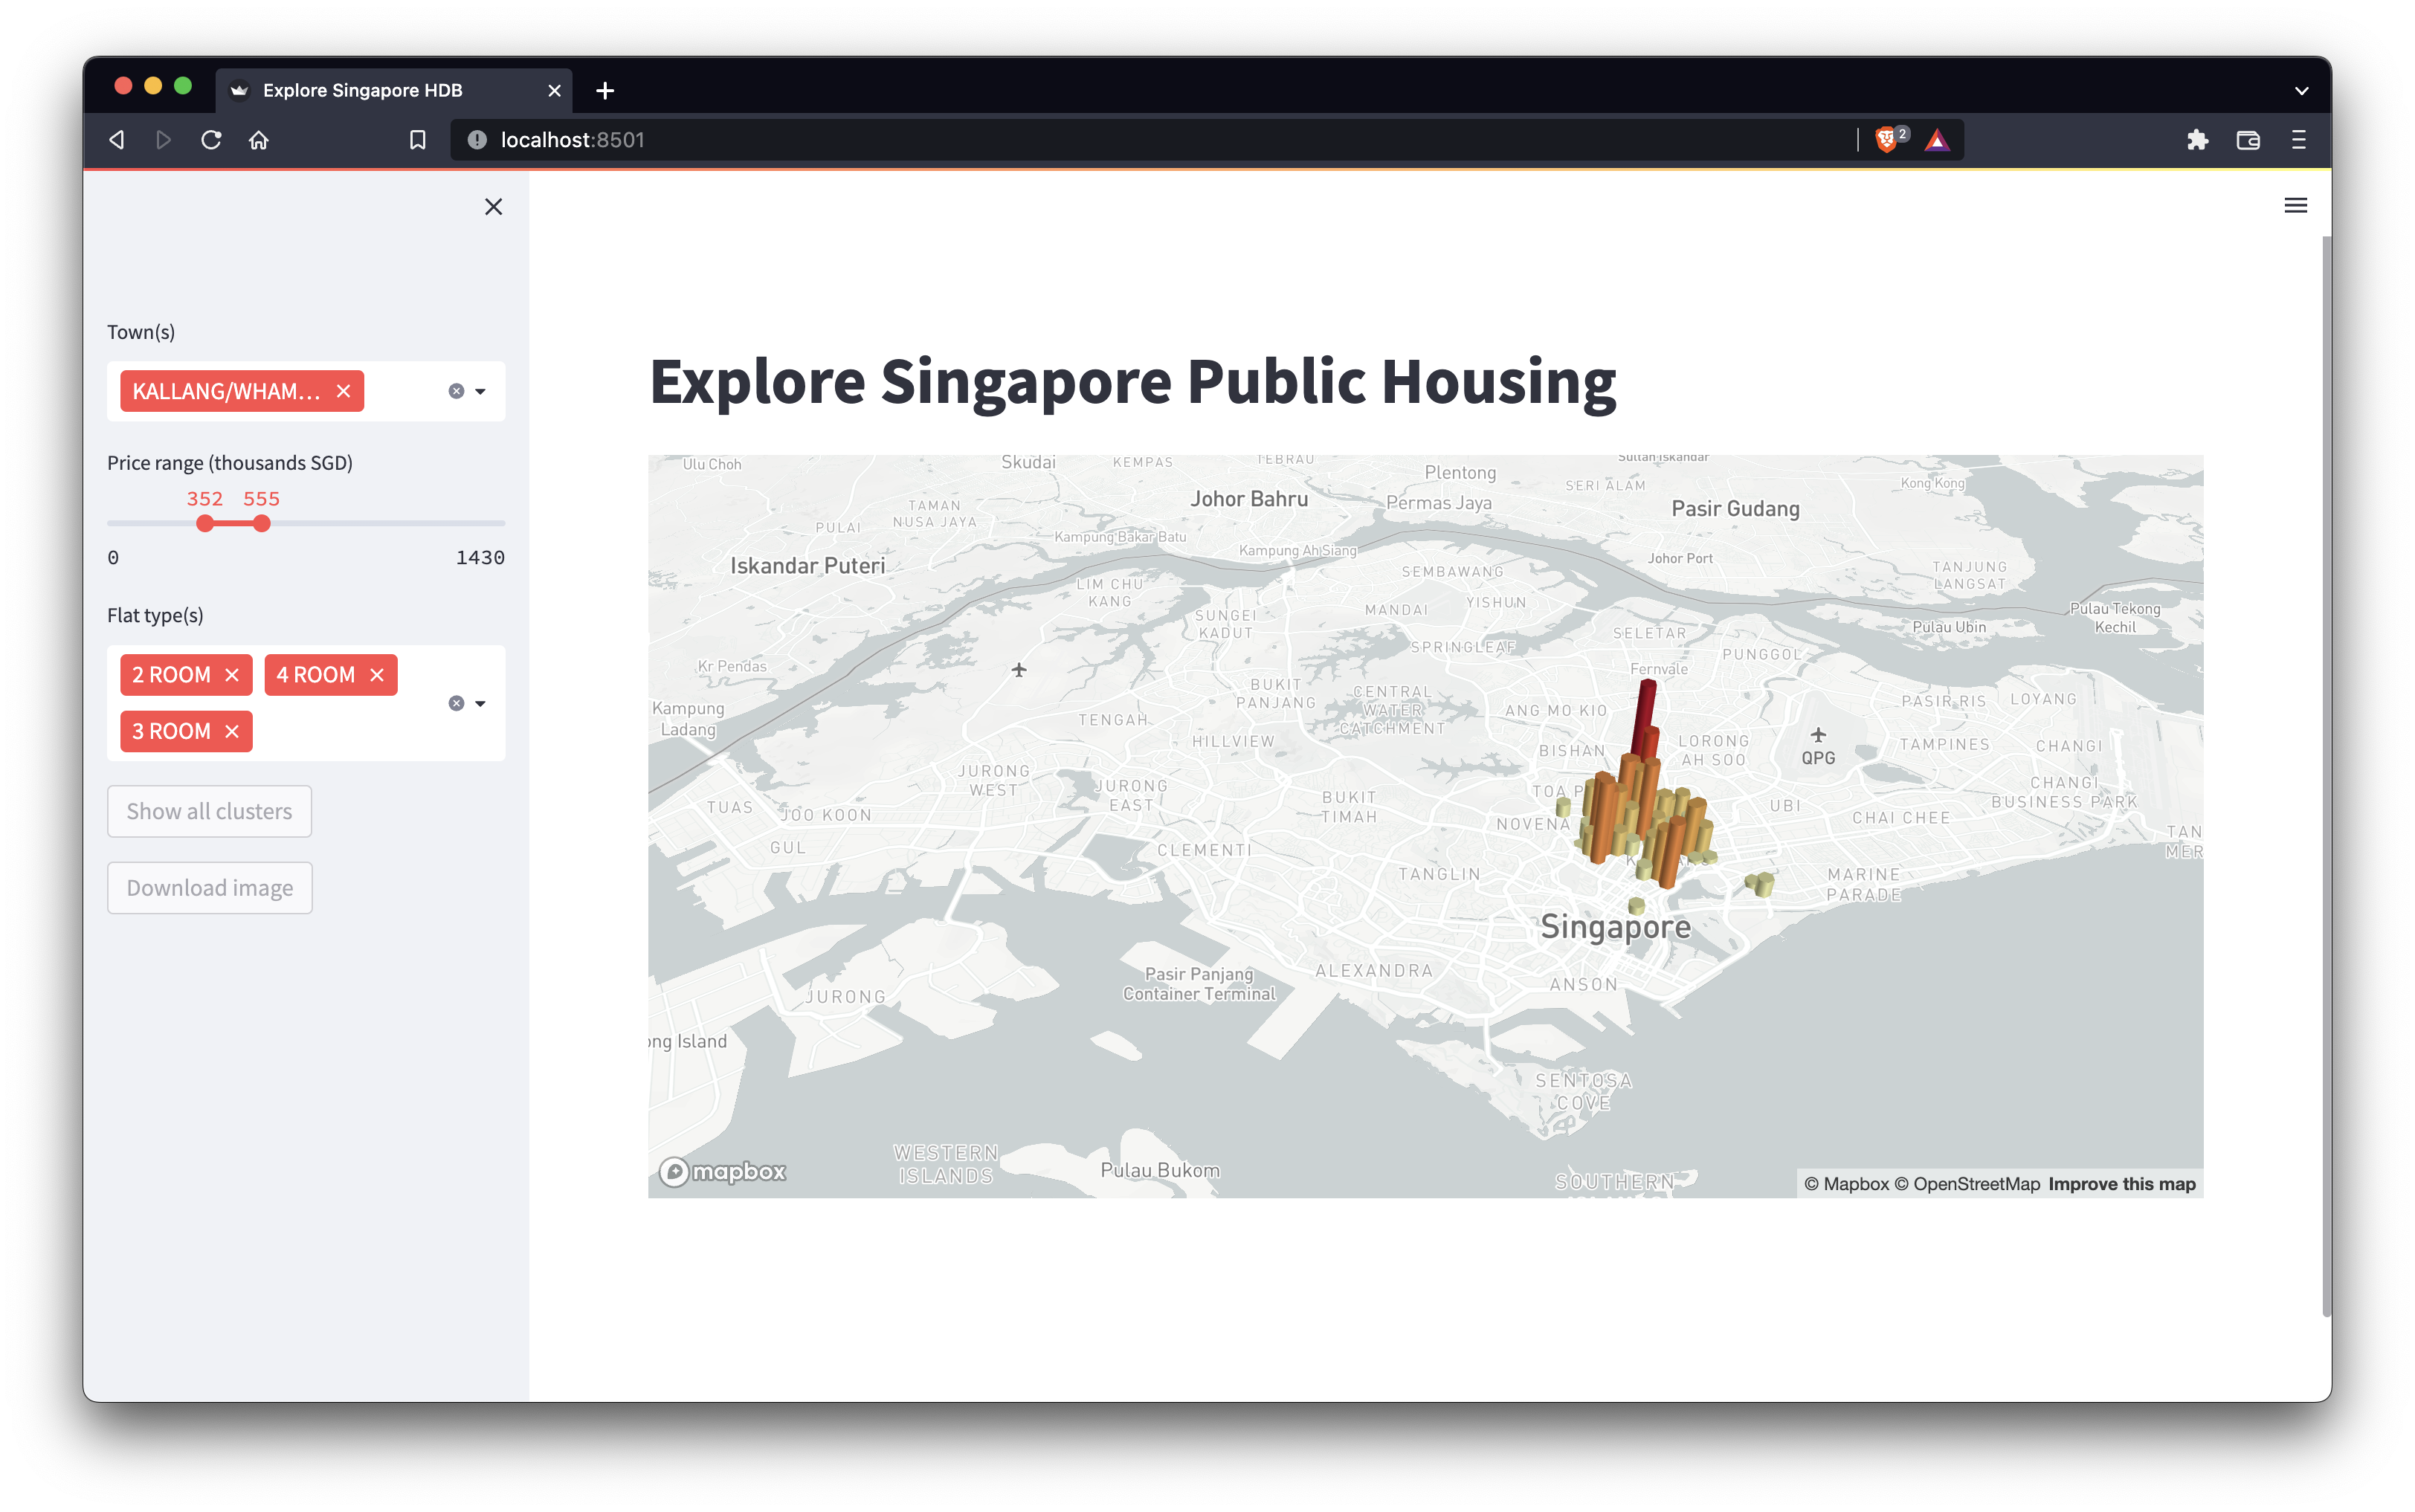 Explore Singapore HDB
localhost:8501
2
Town(s)
KALLANG/WHAM...
Price range (thousands SGD)
352 555
0 1430
Flat type(s)
2 ROOM 4 ROOM
3 ROOM
Show all clusters
Download image
Explore Singapore Public Housing
Ulu Choh
Skudai
KEMPAS
TEBRAU
Plentong
Sultan Iskandar
Kong Kong
Johor Bahru
Permas Jaya
SERI ALAM
Pasir Gudang
TAMAN
NUSA JAYA
PULAI
Kampung Bakar Batu
Kampung Ah Siang
Johor Port
Iskandar Puteri
LIM CHU
KANG
SEMBAWANG
TANJUNG
LANGSAT
SUNGEI
KADUT
MANDAI
YISHUN
Pulau Tekong
Kechil
Pulau Ubin
SELETAR
SPRINGLEAF
PUNGGOL
Kr Pendas
Fernvale
BUKIT
PANJANG
CENTRAL
WATER
CATCHMENT
PASIR RIS
LOYANG
Kampung
Ladang
TENGAH
ANG MO KIO
HILLVIEW
BISHAN
LORONG
AH SOO
QPG
TAMPINES
CHANGI
JURONG
WEST
JURONG
EAST
CHANGI
BUSINESS PARK
TUAS
JOO KOON
BUKIT
TIMAH
TOA P
UBI
CHAI CHEE
NOVENA
GUL
CLEMENTI
TAN
MER
TANGLIN
MARINE
PARADE
Singapore
Pasir Panjang
Container Terminal
ALEXANDRA
ANSON
JURONG
ong Island
SENTOSA
COVE
WESTERN
ISLANDS
Pulau Bukom
SOUTHERN
mapbox
© Mapbox © OpenStreetMap Improve this map